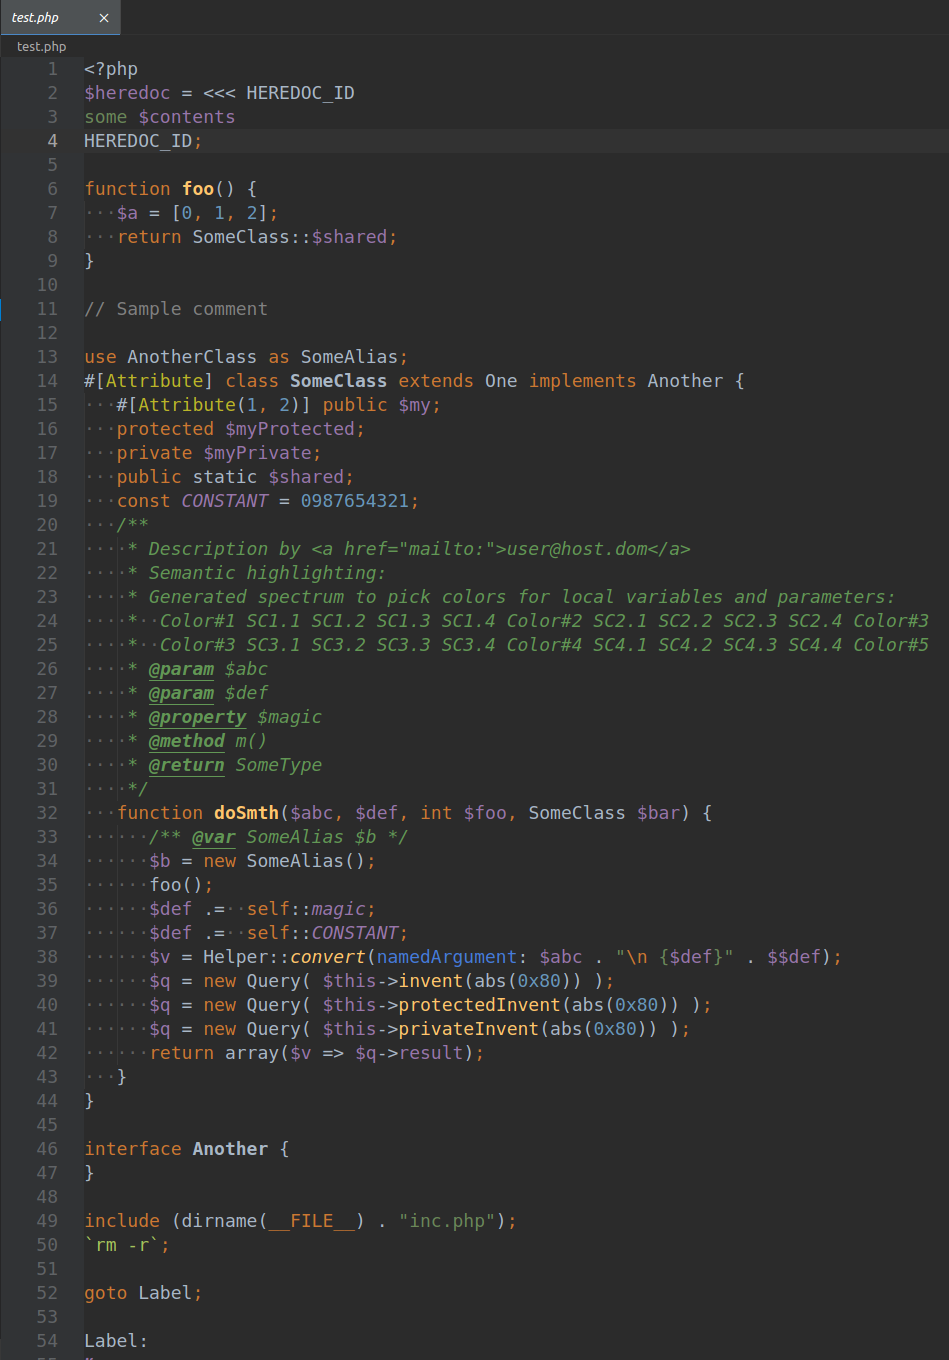 test.php ×
test.php
1 <?php
2 $heredoc = <<< HEREDOC_ID
3 some $contents
4 HEREDOC_ID;
5
6 function foo() {
7 ···$a = [0, 1, 2];
8 ···return SomeClass::$shared;
9 }
10
11 // Sample comment
12
13 use AnotherClass as SomeAlias;
14 #[Attribute] class SomeClass extends One implements Another {
15 ···#[Attribute(1, 2)] public $my;
16 ···protected $myProtected;
17 ···private $myPrivate;
18 ···public static $shared;
19 ···const CONSTANT = 0987654321;
20 ···/**
21 ····* Description by <a href="mailto:">user@host.dom</a>
22 ····* Semantic highlighting:
23 ····* Generated spectrum to pick colors for local variables and parameters:
24 ····*··Color#1 SC1.1 SC1.2 SC1.3 SC1.4 Color#2 SC2.1 SC2.2 SC2.3 SC2.4 Color#3
25 ····*··Color#3 SC3.1 SC3.2 SC3.3 SC3.4 Color#4 SC4.1 SC4.2 SC4.3 SC4.4 Color#5
26 ····* @param $abc
27 ····* @param $def
28 ····* @property $magic
29 ····* @method m()
30 ····* @return SomeType
31 ····*/
32 ···function doSmth($abc, $def, int $foo, SomeClass $bar) {
33 ······/** @var SomeAlias $b */
34 ······$b = new SomeAlias();
35 ······foo();
36 ······$def .=··self::magic;
37 ······$def .=··self::CONSTANT;
38 ······$v = Helper::convert(namedArgument: $abc . "\n {$def}" . $$def);
39 ······$q = new Query( $this->invent(abs(0x80)) );
40 ······$q = new Query( $this->protectedInvent(abs(0x80)) );
41 ······$q = new Query( $this->privateInvent(abs(0x80)) );
42 ······return array($v => $q->result);
43 ···}
44 }
45
46 interface Another {
47 }
48
49 include (dirname(__FILE__) . "inc.php");
50 `rm -r`;
51
52 goto Label;
53
54 Label: